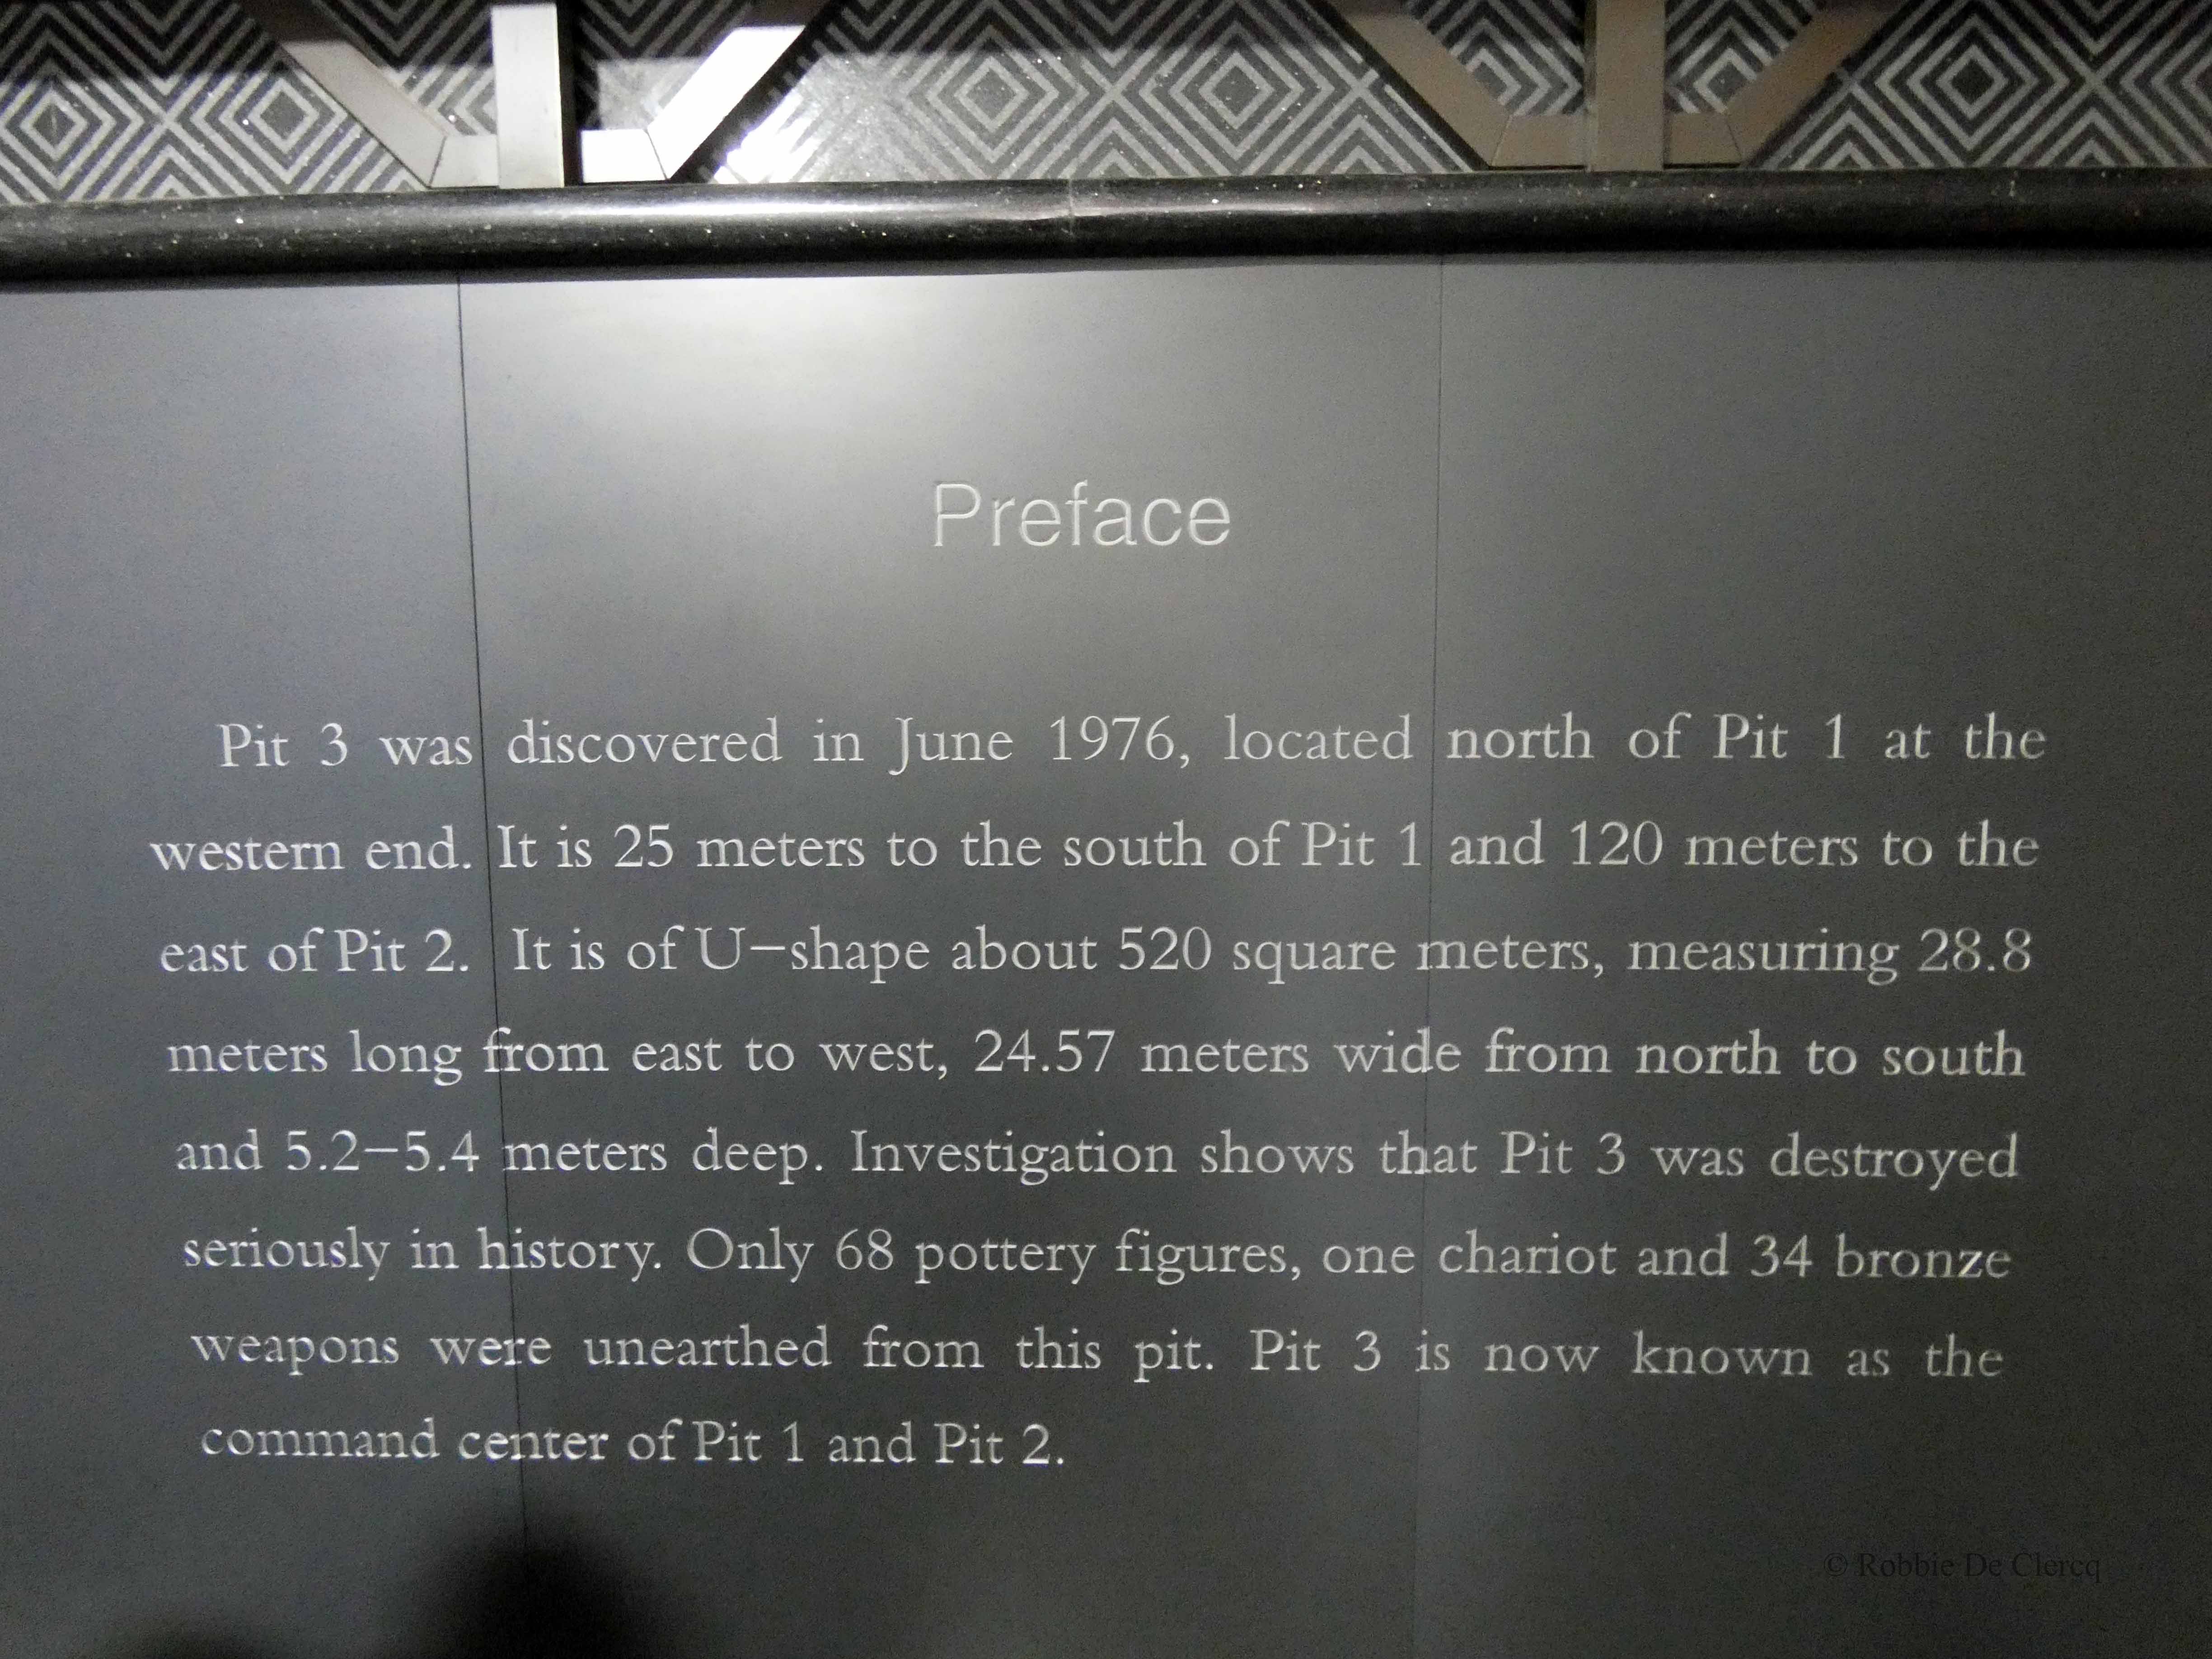 Preface
Pit 3 was discovered in June 1976, located north of Pit 1 at the
western end. It is 25 meters to the south of Pit 1 and 120 meters to the
east of Pit 2. It is of U-shape about 520 square meters, measuring 28.8
meters long from east to west, 24.57 meters wide from north to south
and 5.2-5.4 meters deep. Investigation shows that Pit 3 was destroyed
seriously in history. Only 68 pottery figures, one chariot and 34 bronze
weapons were unearthed from this pit. Pit 3 is now known as the
command center of Pit 1 and Pit 2.
© Robbie De Clercq